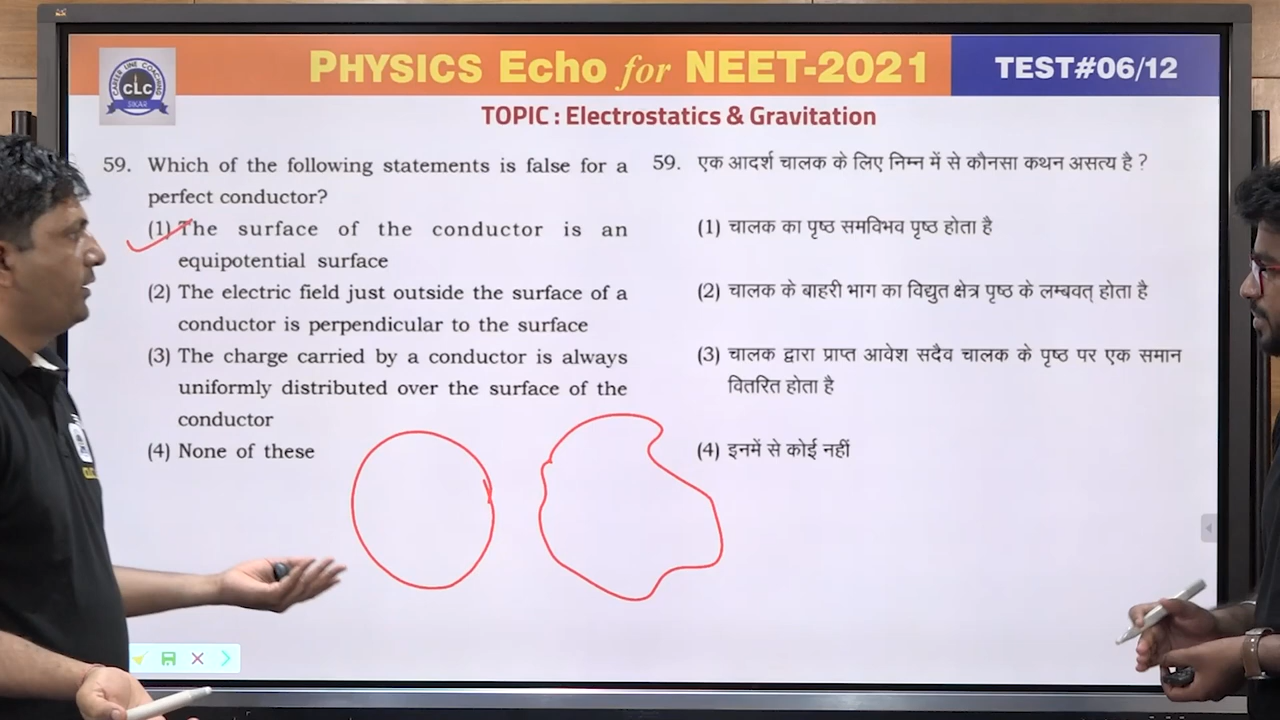 PHYSICS Echo for NEET-2021
TEST#06/12
CAREER LINE COACHING
CLC
SIKAR
TOPIC : Electrostatics & Gravitation
59. Which of the following statements is false for a
perfect conductor?
(1) The surface of the conductor is an
equipotential surface
(2) The electric field just outside the surface of a
conductor is perpendicular to the surface
(3) The charge carried by a conductor is always
uniformly distributed over the surface of the
conductor
(4) None of these
59. एक आदर्श चालक के लिए निम्न में से कौनसा कथन असत्य है ?
(1) चालक का पृष्ठ समविभव पृष्ठ होता है
(2) चालक के बाहरी भाग का विद्युत क्षेत्र पृष्ठ के लम्बवत् होता है
(3) चालक द्वारा प्राप्त आवेश सदैव चालक के पृष्ठ पर एक समान
वितरित होता है
(4) इनमें से कोई नहीं